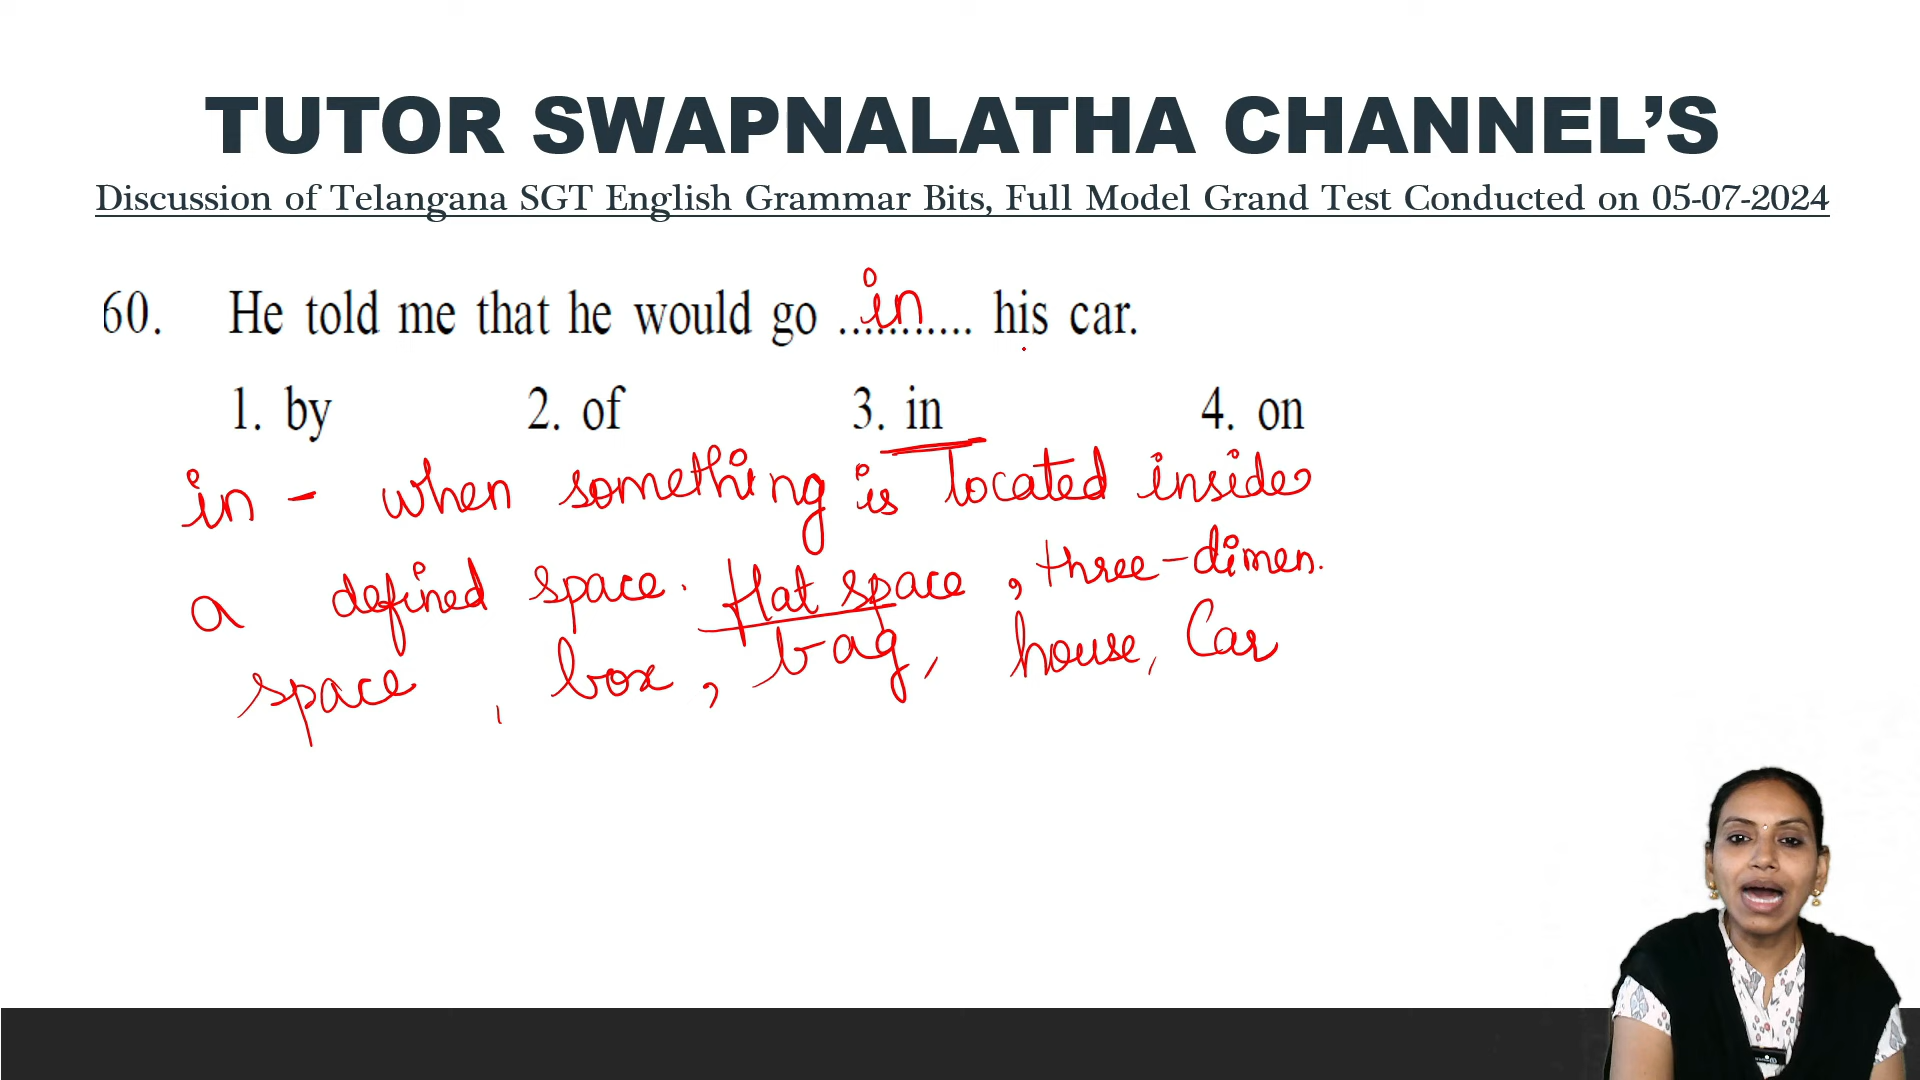 TUTOR SWAPNALATHA CHANNEL’S
Discussion of Telangana SGT English Grammar Bits, Full Model Grand Test Conducted on 05-07-2024
60. He told me that he would go ....in.... his car.
1. by 2. of 3. in 4. on
in - when something is located inside
a defined space. flat space, three-dimen.
space, box, bag, house, Car